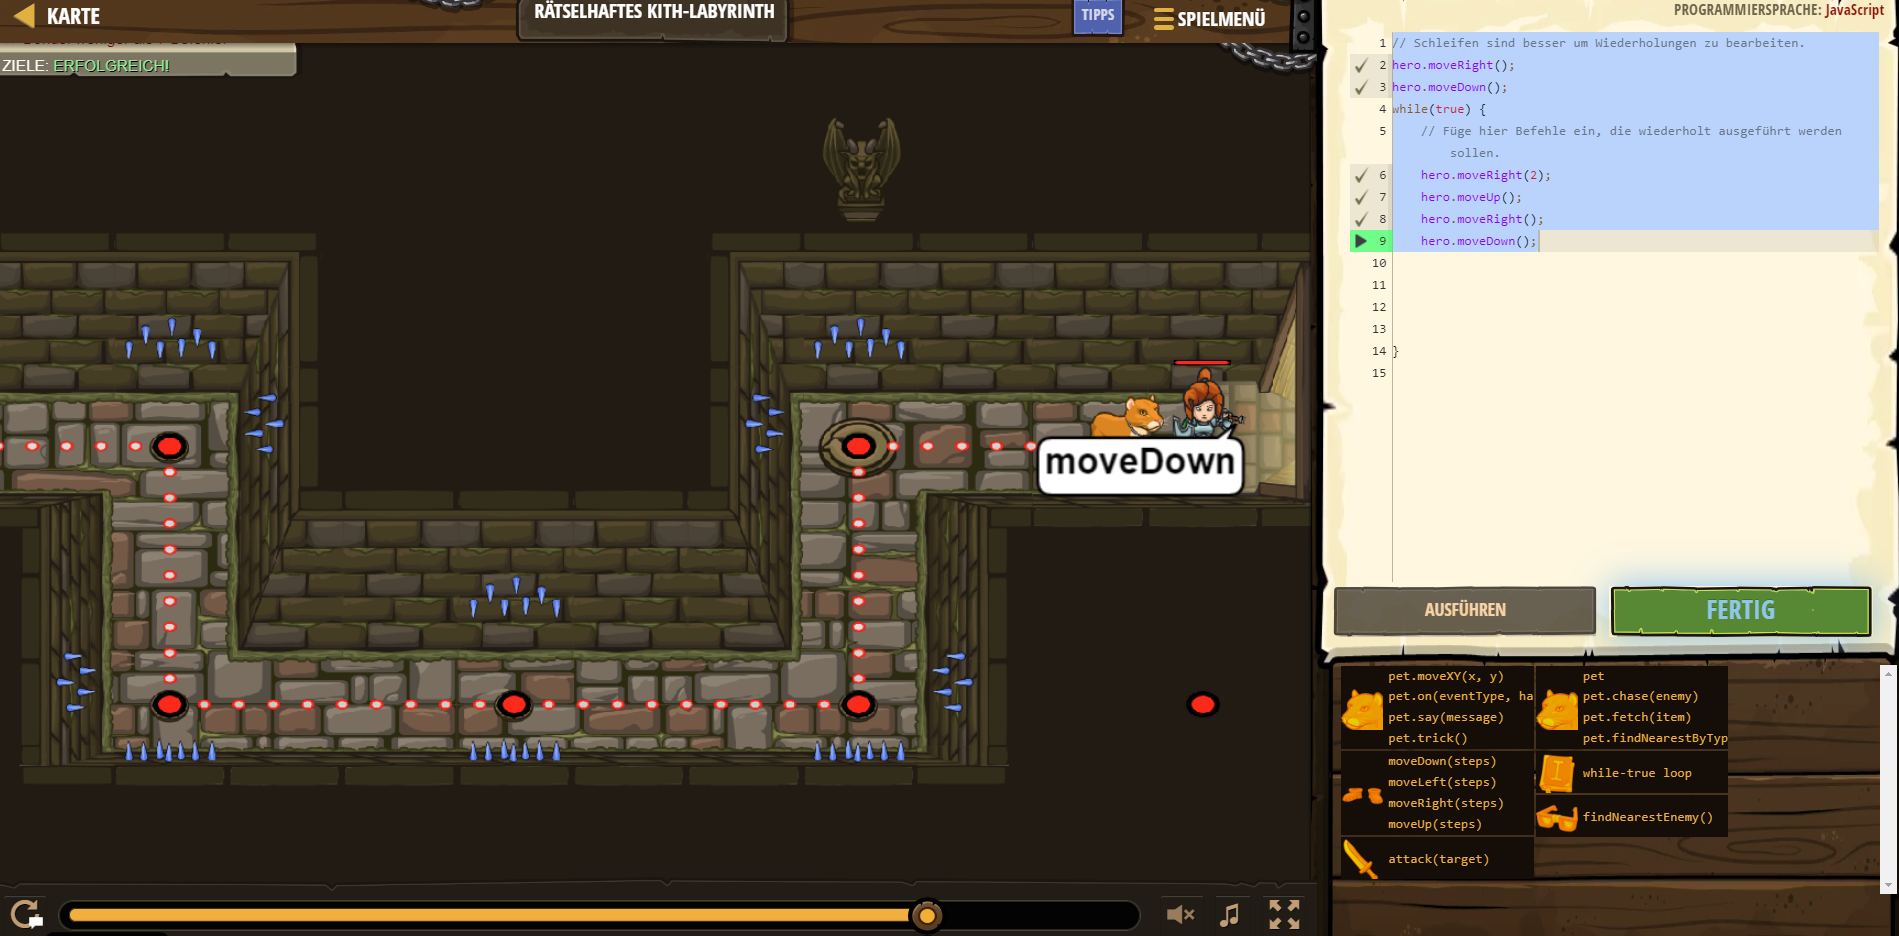 KARTE
RÄTSELHAFTES KITH-LABYRINTH
TIPPS
SPIELMENÜ
PROGRAMMIERSPRACHE: JavaScript
ZIELE: ERFOLGREICH!
moveDown
1 // Schleifen sind besser um Wiederholungen zu bearbeiten.
2 hero.moveRight();
3 hero.moveDown();
4 while(true) {
5 // Füge hier Befehle ein, die wiederholt ausgeführt werden
sollen.
6 hero.moveRight(2);
7 hero.moveUp();
8 hero.moveRight();
9 hero.moveDown();
10
11
12
13
14 }
15
AUSFÜHREN
FERTIG
pet.moveXY(x, y)
pet.on(eventType, ha
pet.say(message)
pet.trick()
moveDown(steps)
moveLeft(steps)
moveRight(steps)
moveUp(steps)
attack(target)
pet
pet.chase(enemy)
pet.fetch(item)
pet.findNearestByTyp
while-true loop
findNearestEnemy()